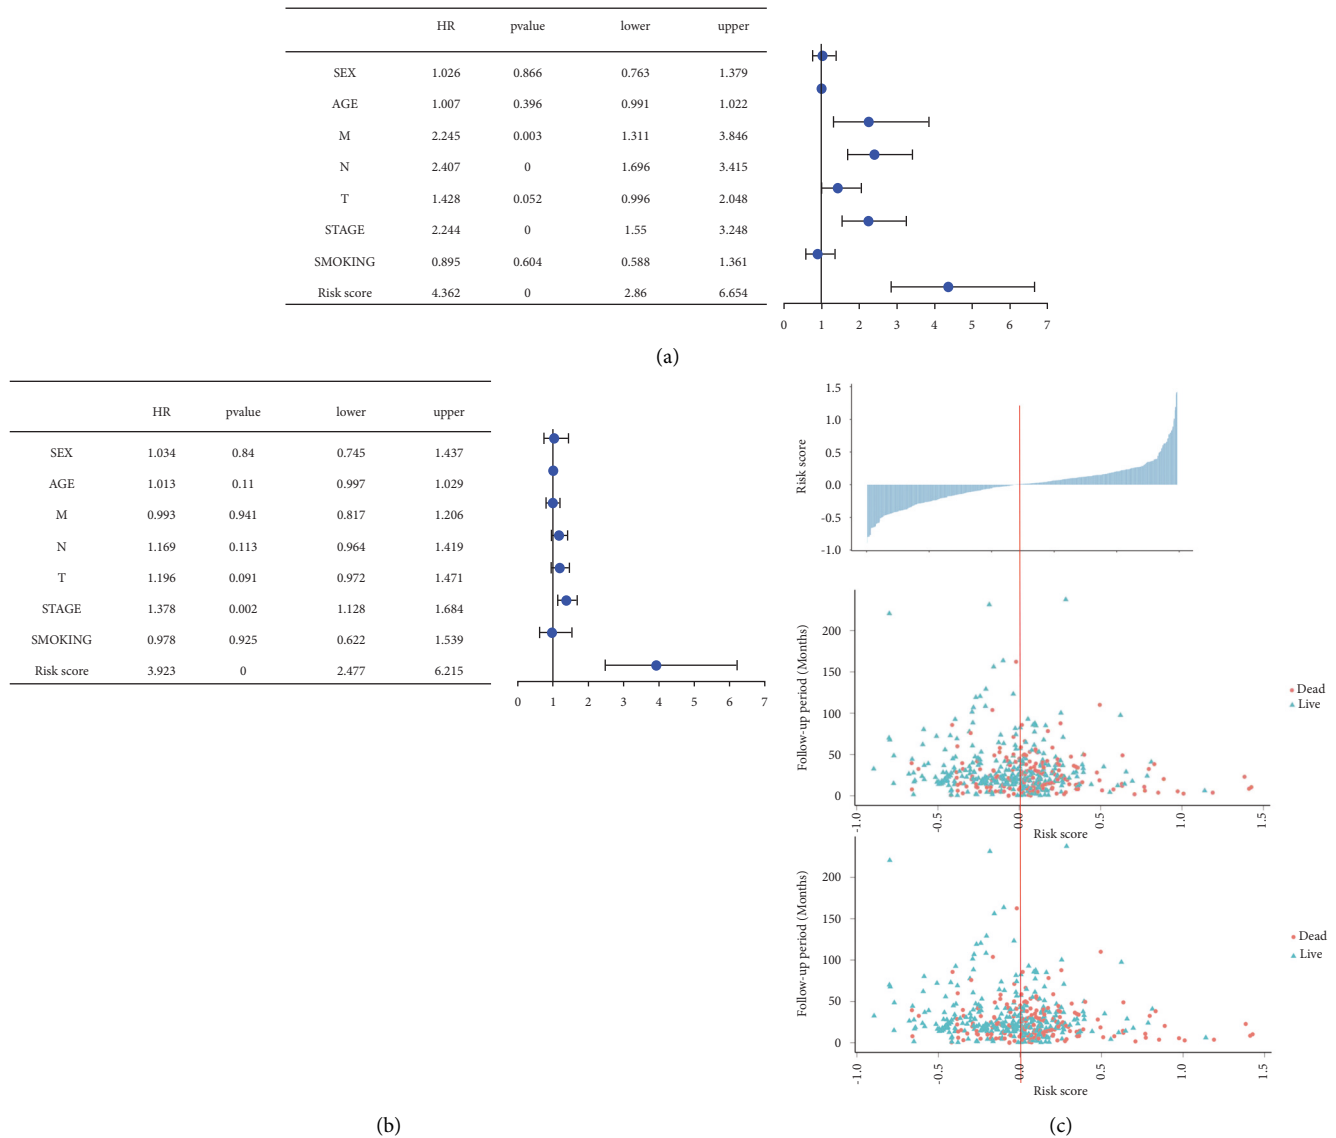 HR pvalue lower upper
SEX 1.026 0.866 0.763 1.379
AGE 1.007 0.396 0.991 1.022
M 2.245 0.003 1.311 3.846
N 2.407 0 1.696 3.415
T 1.428 0.052 0.996 2.048
STAGE 2.244 0 1.55 3.248
SMOKING 0.895 0.604 0.588 1.361
Risk score 4.362 0 2.86 6.654
0 1 2 3 4 5 6 7
(a)
HR pvalue lower upper
SEX 1.034 0.84 0.745 1.437
AGE 1.013 0.11 0.997 1.029
M 0.993 0.941 0.817 1.206
N 1.169 0.113 0.964 1.419
T 1.196 0.091 0.972 1.471
STAGE 1.378 0.002 1.128 1.684
SMOKING 0.978 0.925 0.622 1.539
Risk score 3.923 0 2.477 6.215
0 1 2 3 4 5 6 7
(b)
Risk score
1.5
1.0
0.5
0.0
-0.5
-1.0
Follow-up period (Months)
200
150
100
50
0
-1.0 -0.5 0.0 0.5 1.0 1.5
Risk score
Dead
Live
Follow-up period (Months)
200
150
100
50
0
-1.0 -0.5 0.0 0.5 1.0 1.5
Risk score
Dead
Live
(c)